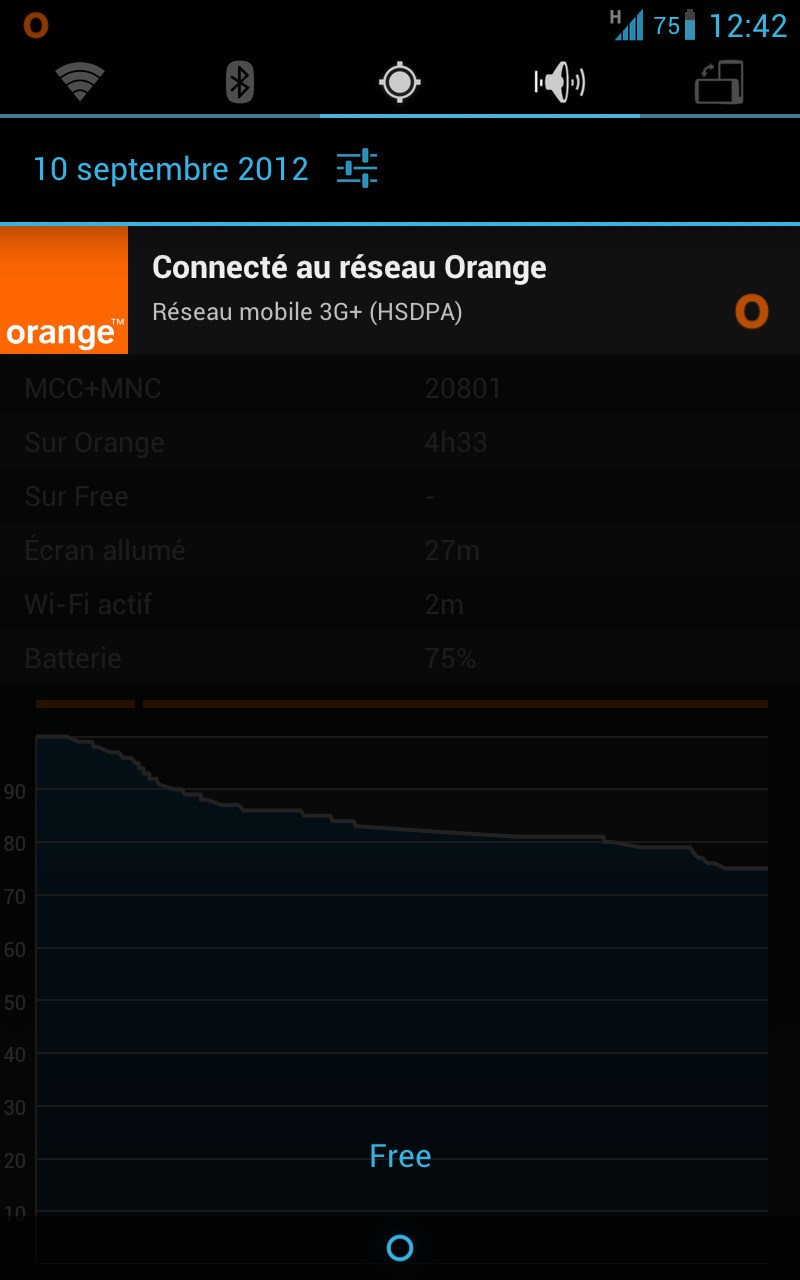 O
H 75 12:42
10 septembre 2012
Connecté au réseau Orange
Réseau mobile 3G+ (HSDPA)
orange™
O
MCC+MNC 20801
Sur Orange 4h33
Sur Free -
Écran allumé 27m
Wi-Fi actif 2m
Batterie 75%
90
80
70
60
50
40
30
20
10
Free